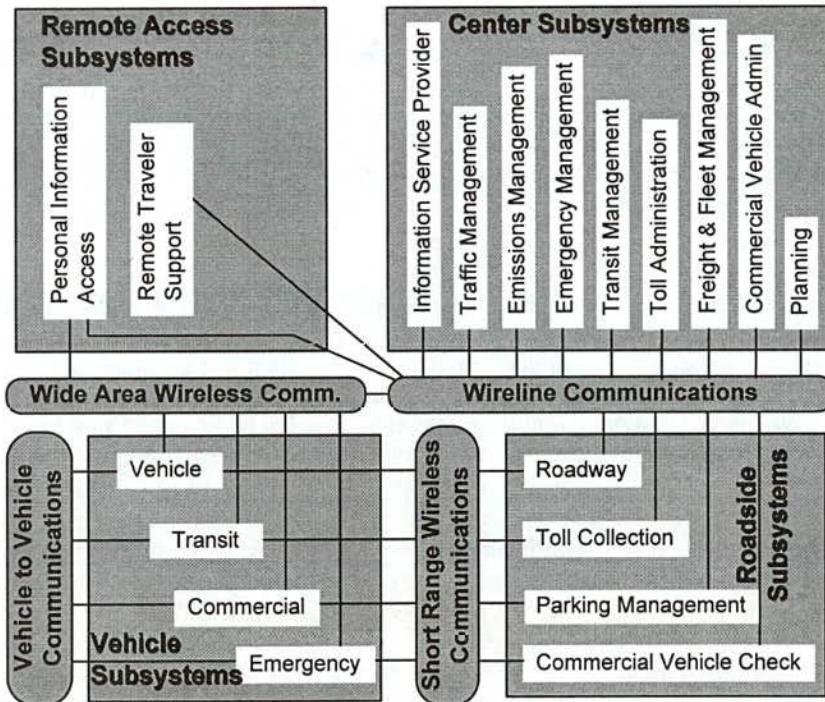 Remote Access
Subsystems
Personal Information
Access
Remote Traveler
Support
Center Subsystems
Information Service Provider
Traffic Management
Emissions Management
Emergency Management
Transit Management
Toll Administration
Freight & Fleet Management
Commercial Vehicle Admin
Planning
Wide Area Wireless Comm.
Wireline Communications
Vehicle to Vehicle
Communications
Vehicle
Transit
Commercial
Emergency
Vehicle
Subsystems
Short Range Wireless
Communications
Roadway
Toll Collection
Parking Management
Commercial Vehicle Check
Roadside
Subsystems